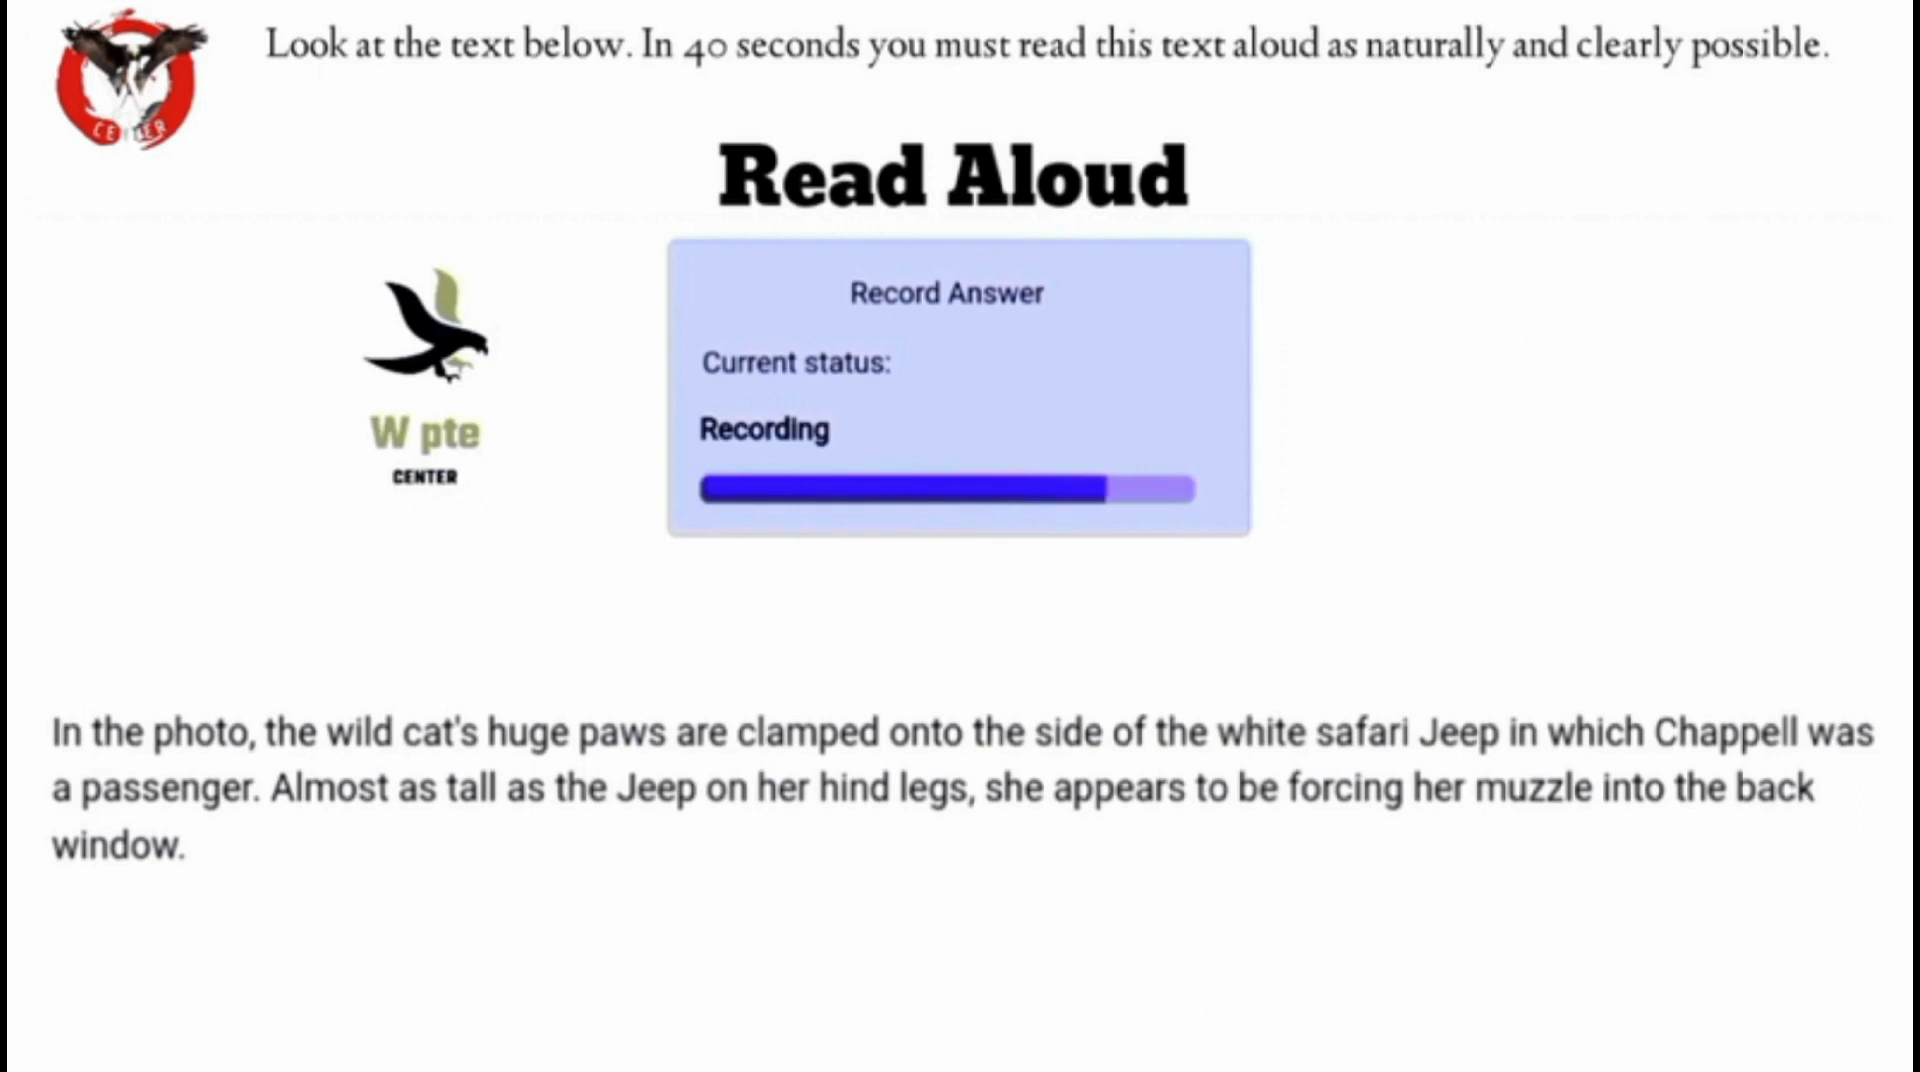 Look at the text below. In 40 seconds you must read this text aloud as naturally and clearly possible.
CENTER
Read Aloud
Record Answer
Current status:
Recording
W pte
CENTER
In the photo, the wild cat's huge paws are clamped onto the side of the white safari Jeep in which Chappell was
a passenger. Almost as tall as the Jeep on her hind legs, she appears to be forcing her muzzle into the back
window.